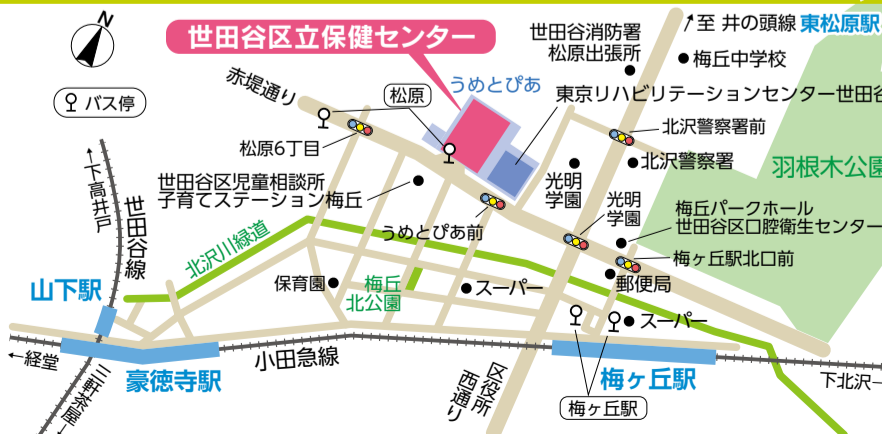 N
バス停
世田谷区立保健センター
赤堤通り
松原
うめとぴあ
世田谷消防署
松原出張所
↗至 井の頭線 東松原駅
梅丘中学校
東京リハビリテーションセンター世田谷
松原6丁目
北沢警察署前
北沢警察署
羽根木公園
世田谷区児童相談所
子育てステーション梅丘
光明
学園
光明
学園
梅丘パークホール
世田谷区口腔衛生センター
うめとぴあ前
梅ヶ丘駅北口前
←下高井戸
世田谷線
北沢川緑道
保育園
梅丘
北公園
スーパー
郵便局
スーパー
山下駅
←経堂
豪徳寺駅
小田急線
三軒茶屋→
区役所
西通り
梅ヶ丘駅
梅ヶ丘駅
下北沢→